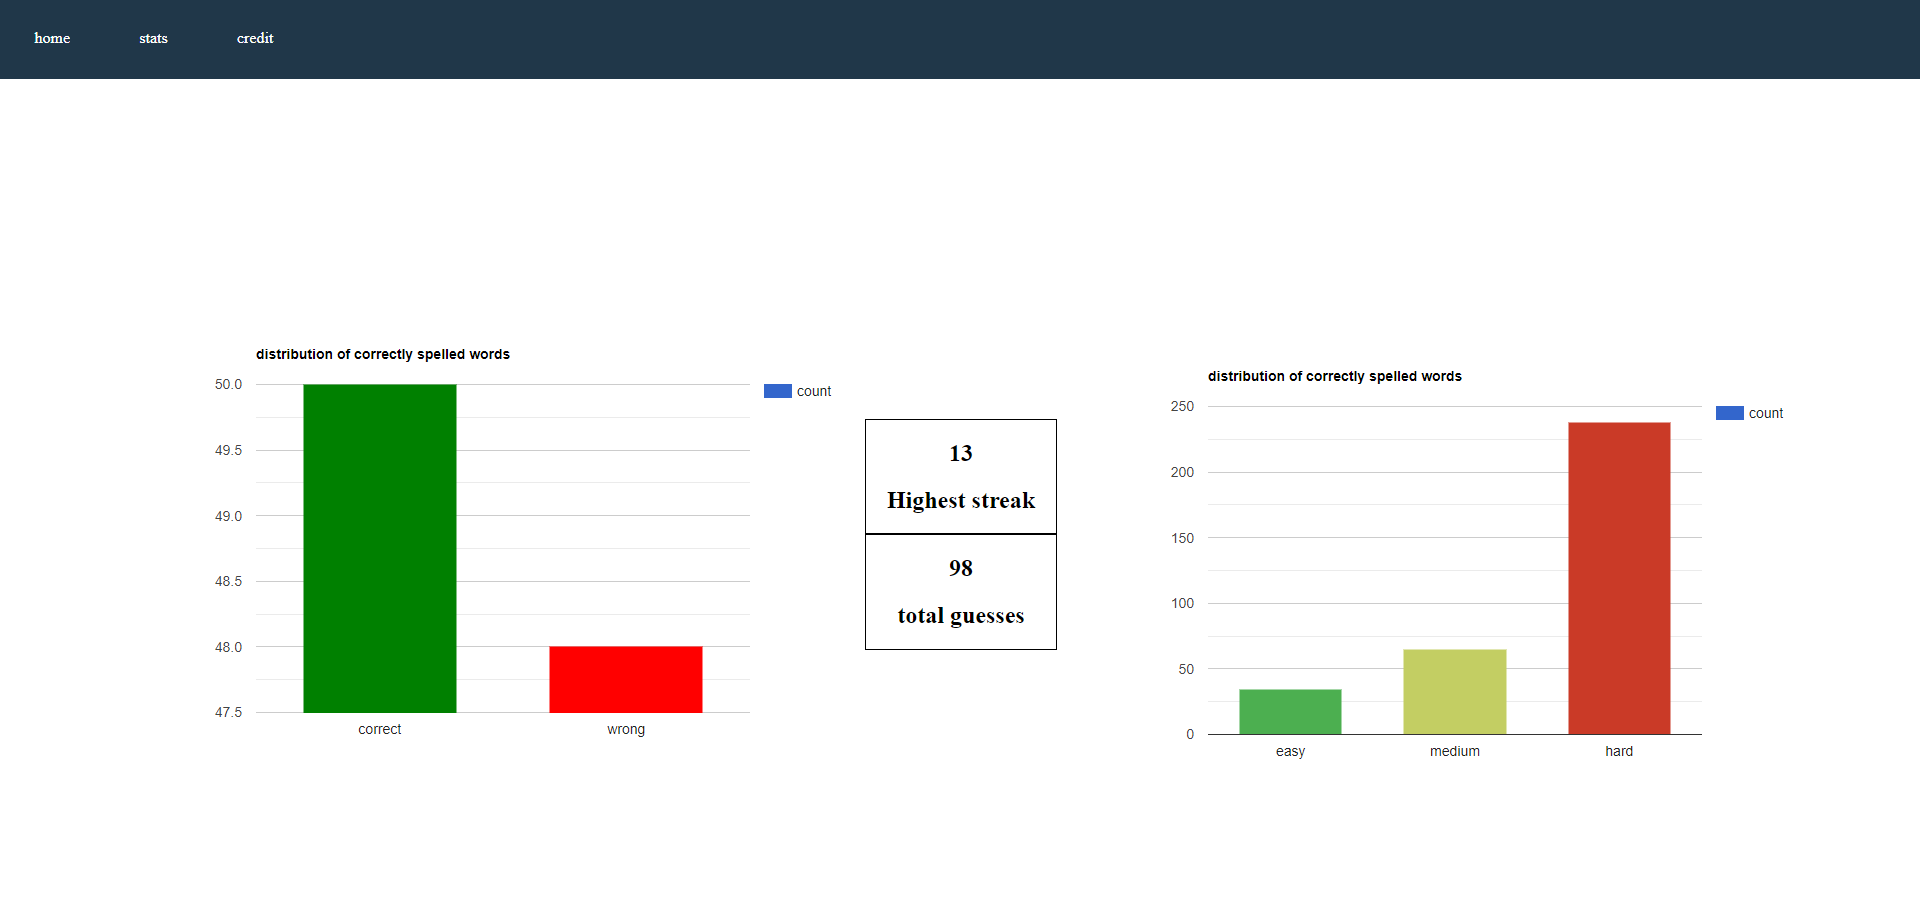 home
stats
credit
distribution of correctly spelled words
50.0
49.5
49.0
48.5
48.0
47.5
correct
wrong
count
13
Highest streak
98
total guesses
distribution of correctly spelled words
250
200
150
100
50
0
easy
medium
hard
count